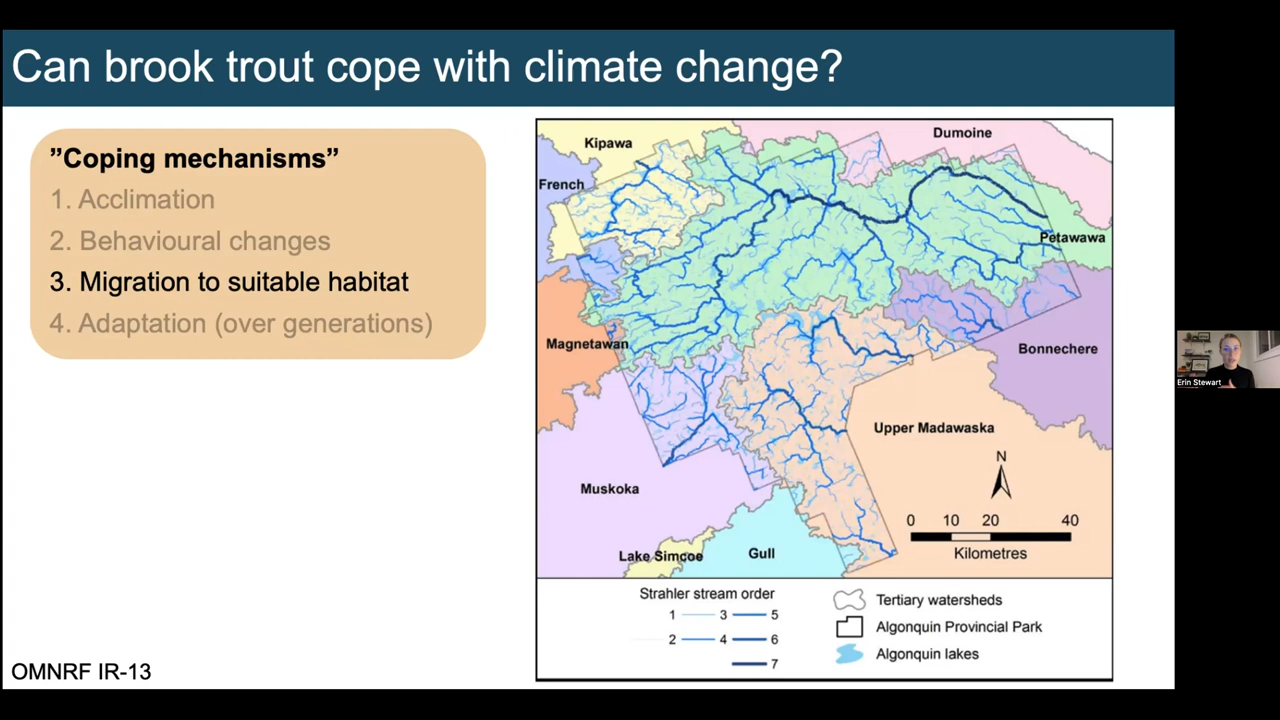 Can brook trout cope with climate change?
”Coping mechanisms”
1. Acclimation
2. Behavioural changes
3. Migration to suitable habitat
4. Adaptation (over generations)
Kipawa
Dumoine
French
Petawawa
Magnetawan
Bonnechere
Upper Madawaska
Muskoka
N
0 10 20 40
Kilometres
Lake Simcoe
Gull
Strahler stream order
1 3 5
2 4 6
7
Tertiary watersheds
Algonquin Provincial Park
Algonquin lakes
OMNRF IR-13
Erin Stewart